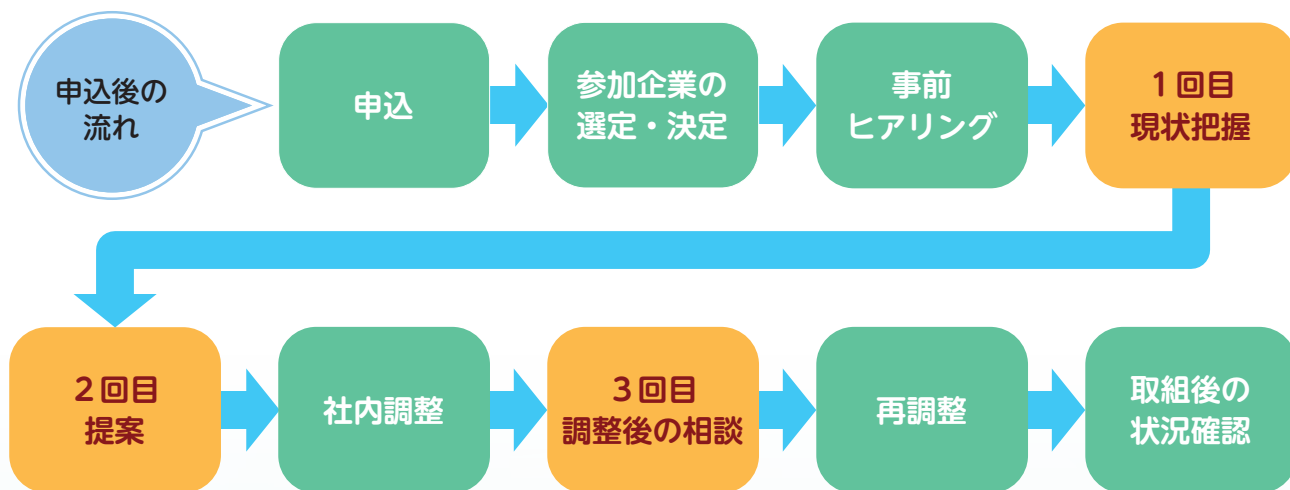 申込後の
流れ
申込
参加企業の
選定・決定
事前
ヒアリング
１回目
現状把握
２回目
提案
社内調整
３回目
調整後の相談
再調整
取組後の
状況確認